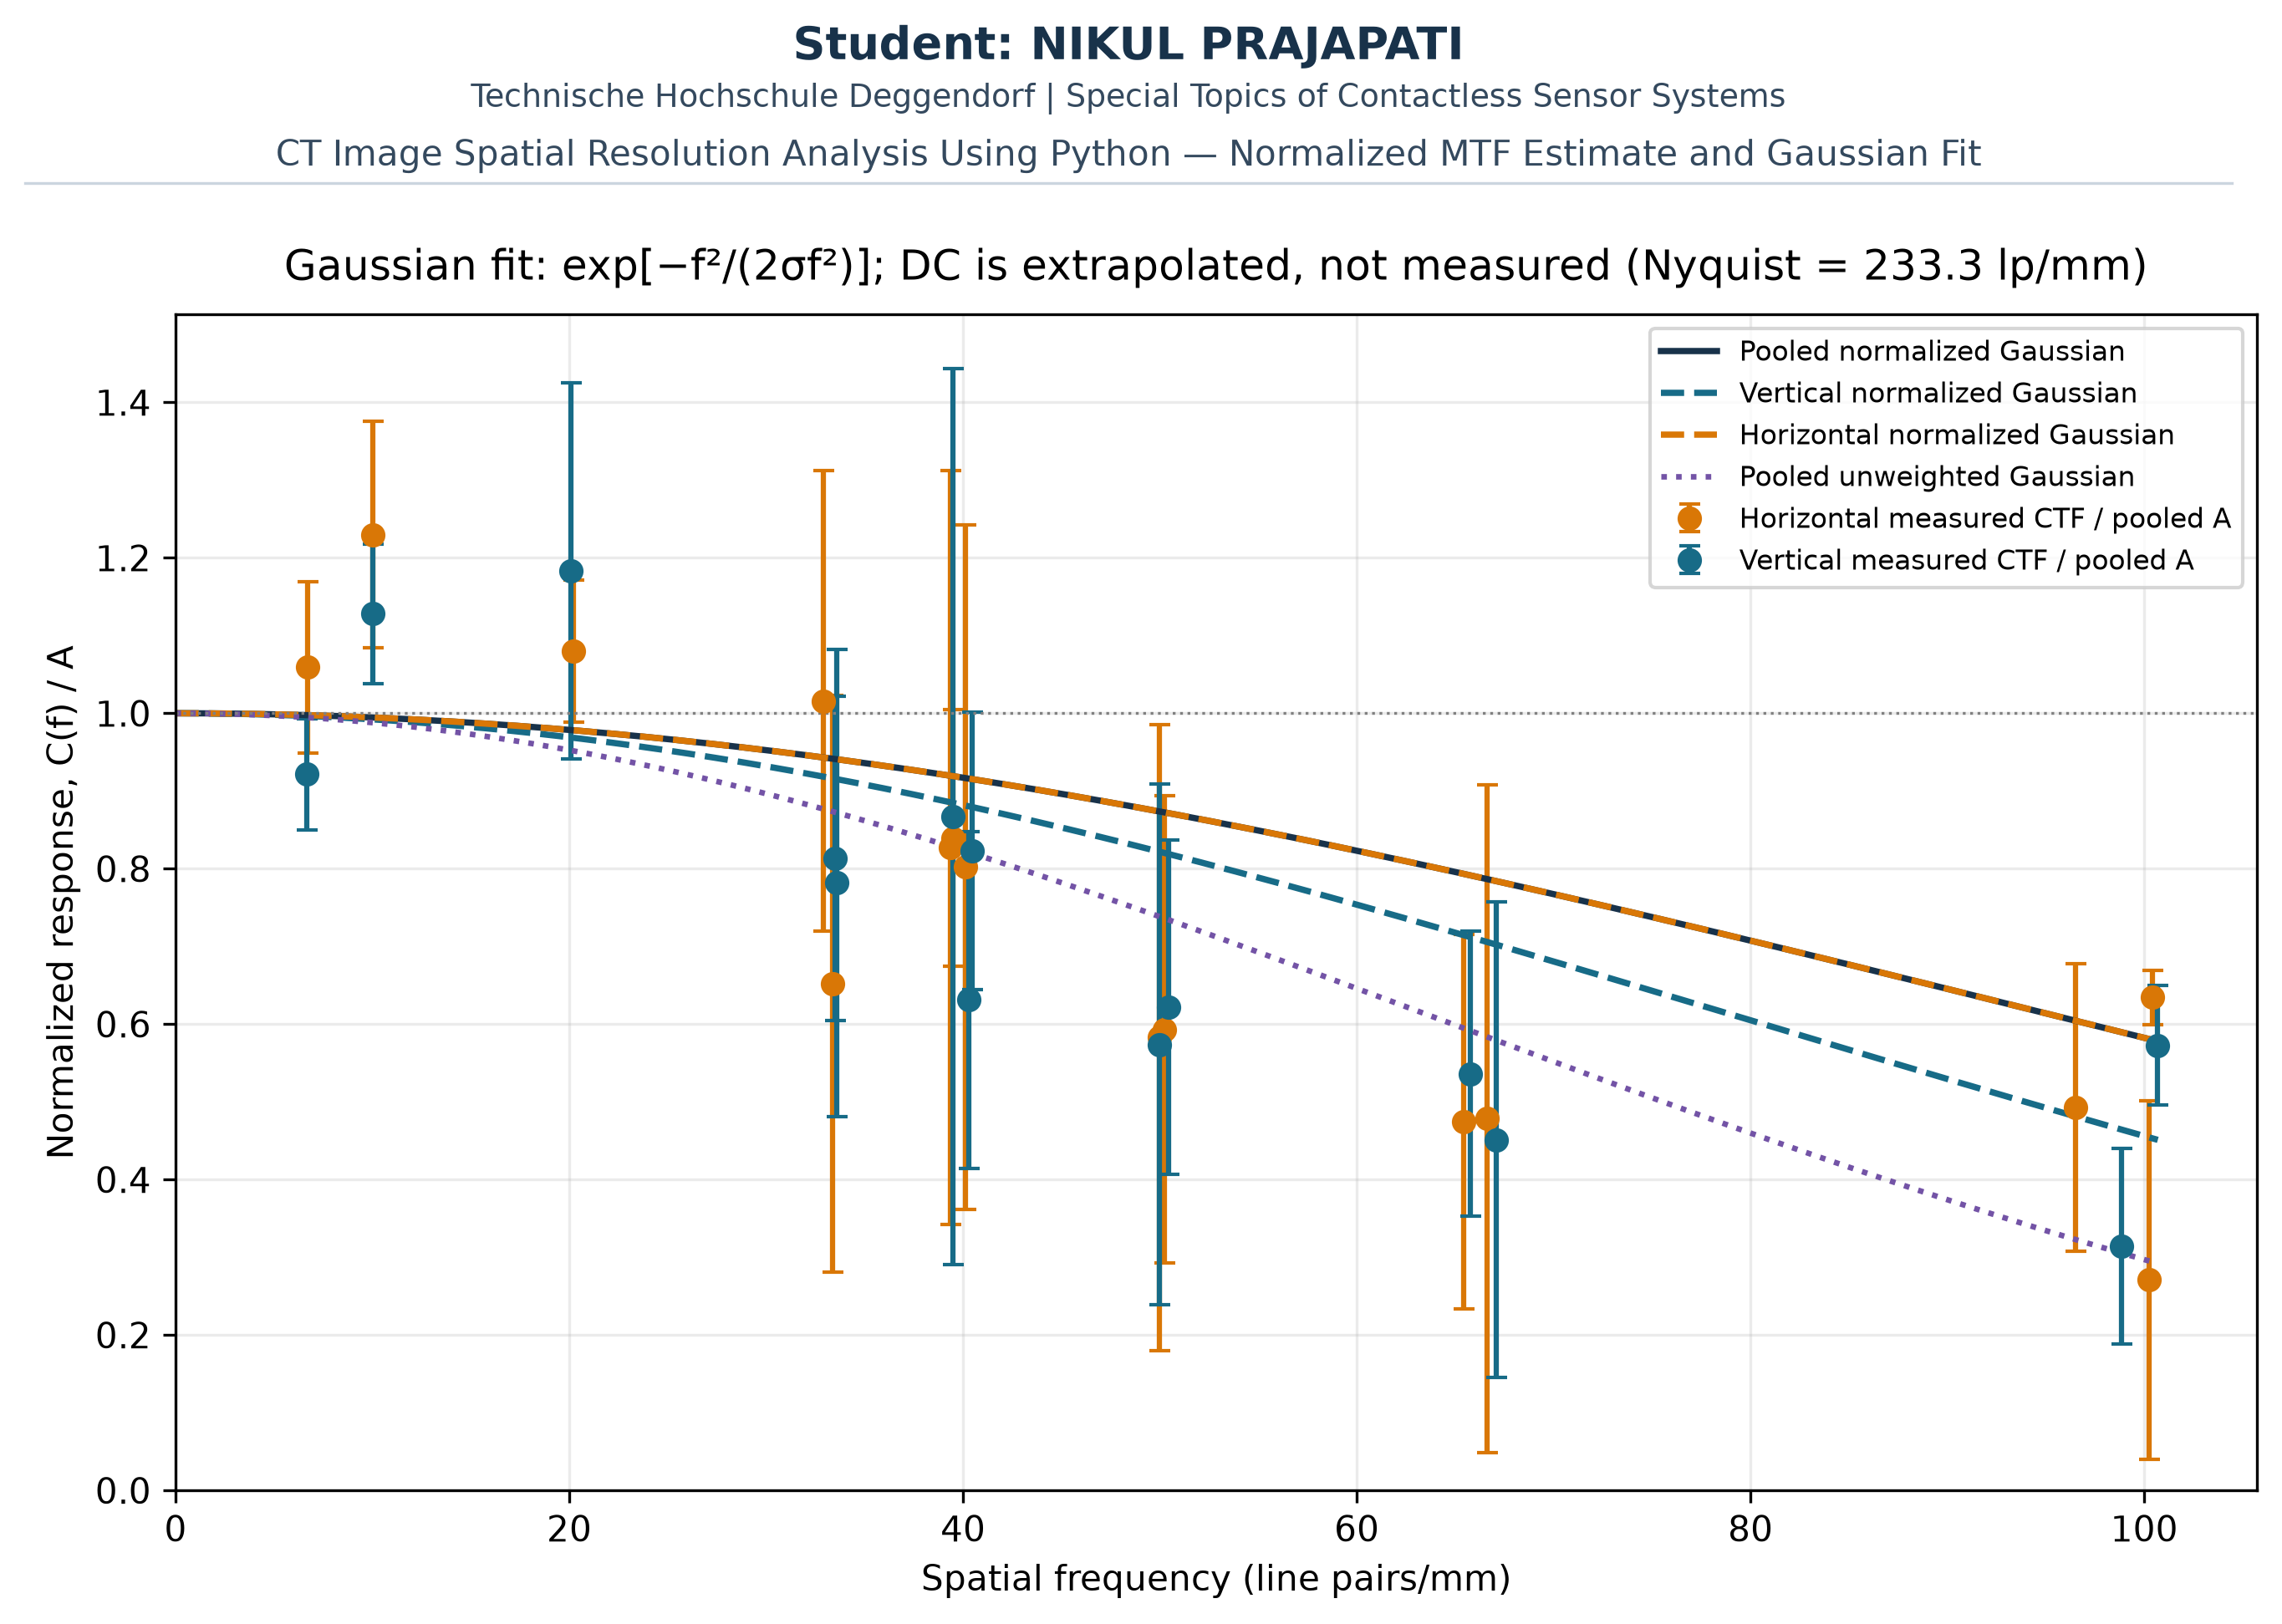 Student: NIKUL PRAJAPATI
Technische Hochschule Deggendorf | Special Topics of Contactless Sensor Systems
CT Image Spatial Resolution Analysis Using Python — Normalized MTF Estimate and Gaussian Fit
Gaussian fit: exp[−f²/(2σf²)]; DC is extrapolated, not measured (Nyquist = 233.3 lp/mm)
Pooled normalized Gaussian
Vertical normalized Gaussian
Horizontal normalized Gaussian
Pooled unweighted Gaussian
Horizontal measured CTF / pooled A
Vertical measured CTF / pooled A
Normalized response, C(f) / A
1.4
1.2
1.0
0.8
0.6
0.4
0.2
0.0
0 20 40 60 80 100
Spatial frequency (line pairs/mm)